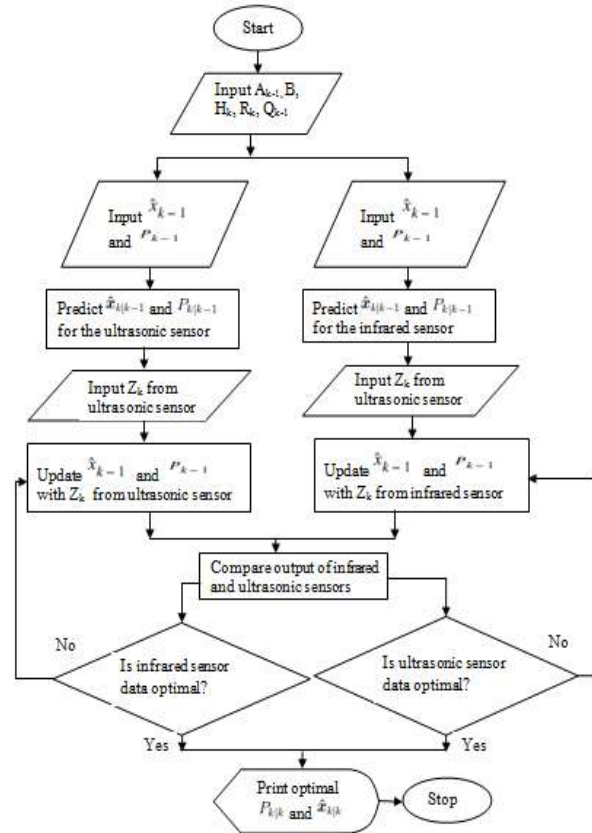 Start
Input Aₖ₋₁, B,
Hₖ, Rₖ, Qₖ₋₁
Input x̂ₖ₋₁
and Pₖ₋₁
Input x̂ₖ₋₁
and Pₖ₋₁
Predict x̂ₖ|ₖ₋₁ and Pₖ|ₖ₋₁
for the ultrasonic sensor
Predict x̂ₖ|ₖ₋₁ and Pₖ|ₖ₋₁
for the infrared sensor
Input Zₖ from
ultrasonic sensor
Input Zₖ from
ultrasonic sensor
Update x̂ₖ₋₁ and Pₖ₋₁
with Zₖ from ultrasonic sensor
Update x̂ₖ₋₁ and Pₖ₋₁
with Zₖ from infrared sensor
Compare output of infrared
and ultrasonic sensors
No
Is infrared sensor
data optimal?
Yes
No
Is ultrasonic sensor
data optimal?
Yes
Print optimal
Pₖ|ₖ and x̂ₖ|ₖ
Stop